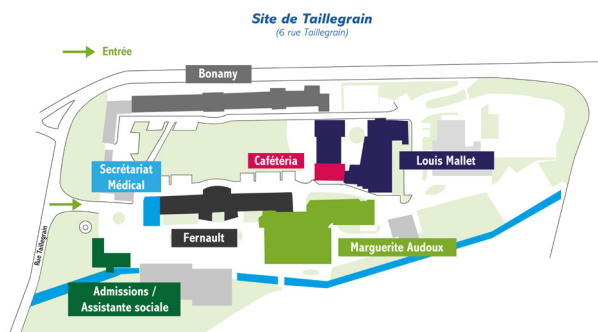 Site de Taillegrain
(6 rue Taillegrain)
Entrée
Bonamy
Cafétéria
Louis Mallet
Secrétariat
Médical
Fernault
Marguerite Audoux
Rue Taillegrain
Admissions /
Assistante sociale